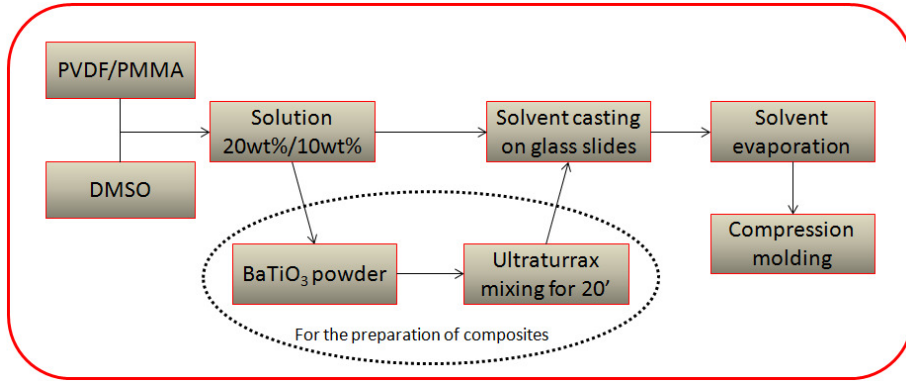 PVDF/PMMA
DMSO
Solution
20wt%/10wt%
Solvent casting
on glass slides
Solvent
evaporation
Compression
molding
BaTiO₃ powder
Ultraturrax
mixing for 20’
For the preparation of composites